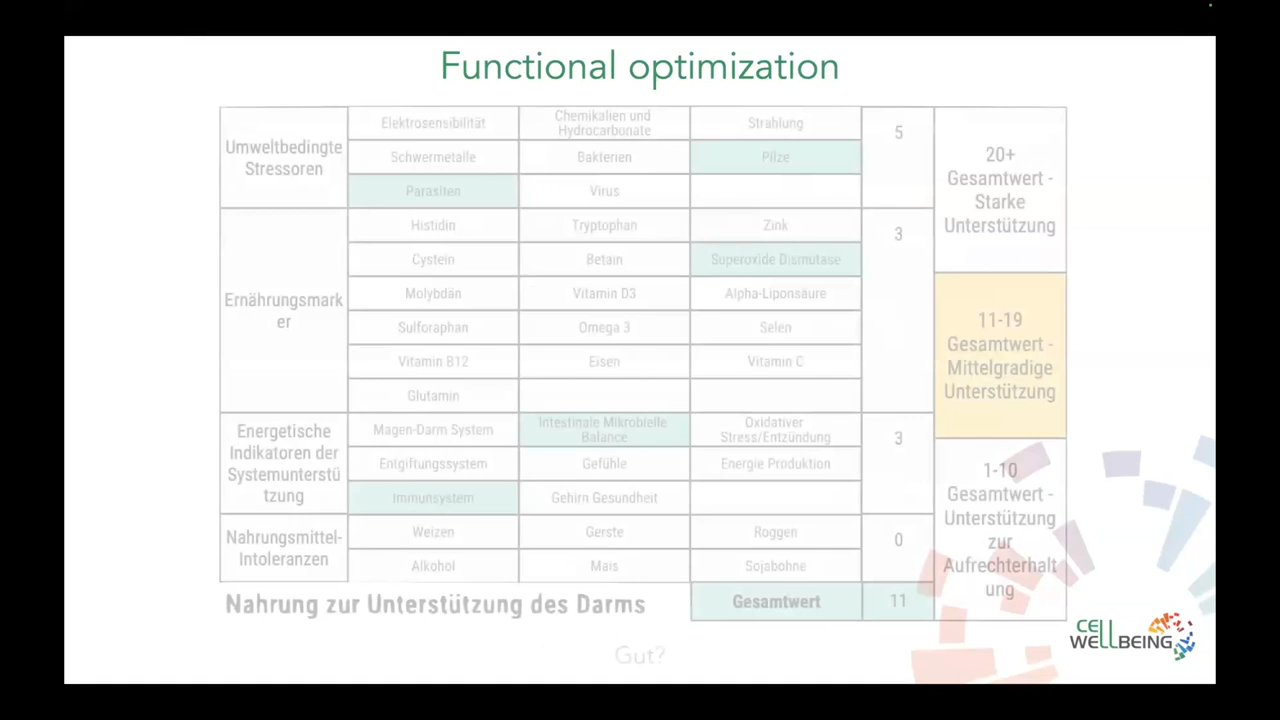 Functional optimization
Umweltbedingte
Stressoren
Elektrosensibilität
Chemikalien und
Hydrocarbonate
Strahlung
5
Schwermetalle
Bakterien
Pilze
Parasiten
Virus
Ernährungsmark
er
Histidin
Tryptophan
Zink
3
Cystein
Betain
Superoxide Dismutase
Molybdän
Vitamin D3
Alpha-Liponsäure
Sulforaphan
Omega 3
Selen
Vitamin B12
Eisen
Vitamin C
Glutamin
Energetische
Indikatoren der
Systemunterstü
tzung
Magen-Darm System
Intestinale Mikrobielle
Balance
Oxidativer
Stress/Entzündung
3
Entgiftungssystem
Gefühle
Energie Produktion
Immunsystem
Gehirn Gesundheit
Nahrungsmittel-
Intoleranzen
Weizen
Gerste
Roggen
0
Alkohol
Mais
Sojabohne
Nahrung zur Unterstützung des Darms
Gesamtwert
11
20+
Gesamtwert -
Starke
Unterstützung
11-19
Gesamtwert -
Mittelgradige
Unterstützung
1-10
Gesamtwert -
Unterstützung
zur
Aufrechterhalt
ung
Gut?
CELL
WELLBEING